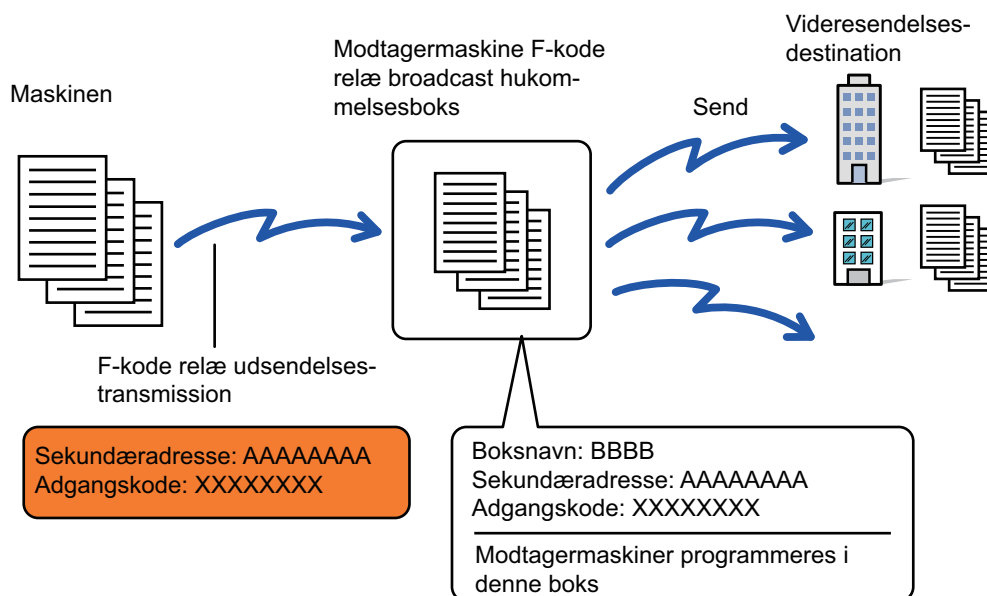 Maskinen
Modtagermaskine F-kode
relæ broadcast hukom-
melsesboks
Videresendelses-
destination
Send
F-kode relæ udsendelses-
transmission
Sekundæradresse: AAAAAAAA
Adgangskode: XXXXXXXX
Boksnavn: BBBB
Sekundæradresse: AAAAAAAA
Adgangskode: XXXXXXXX
Modtagermaskiner programmeres i
denne boks